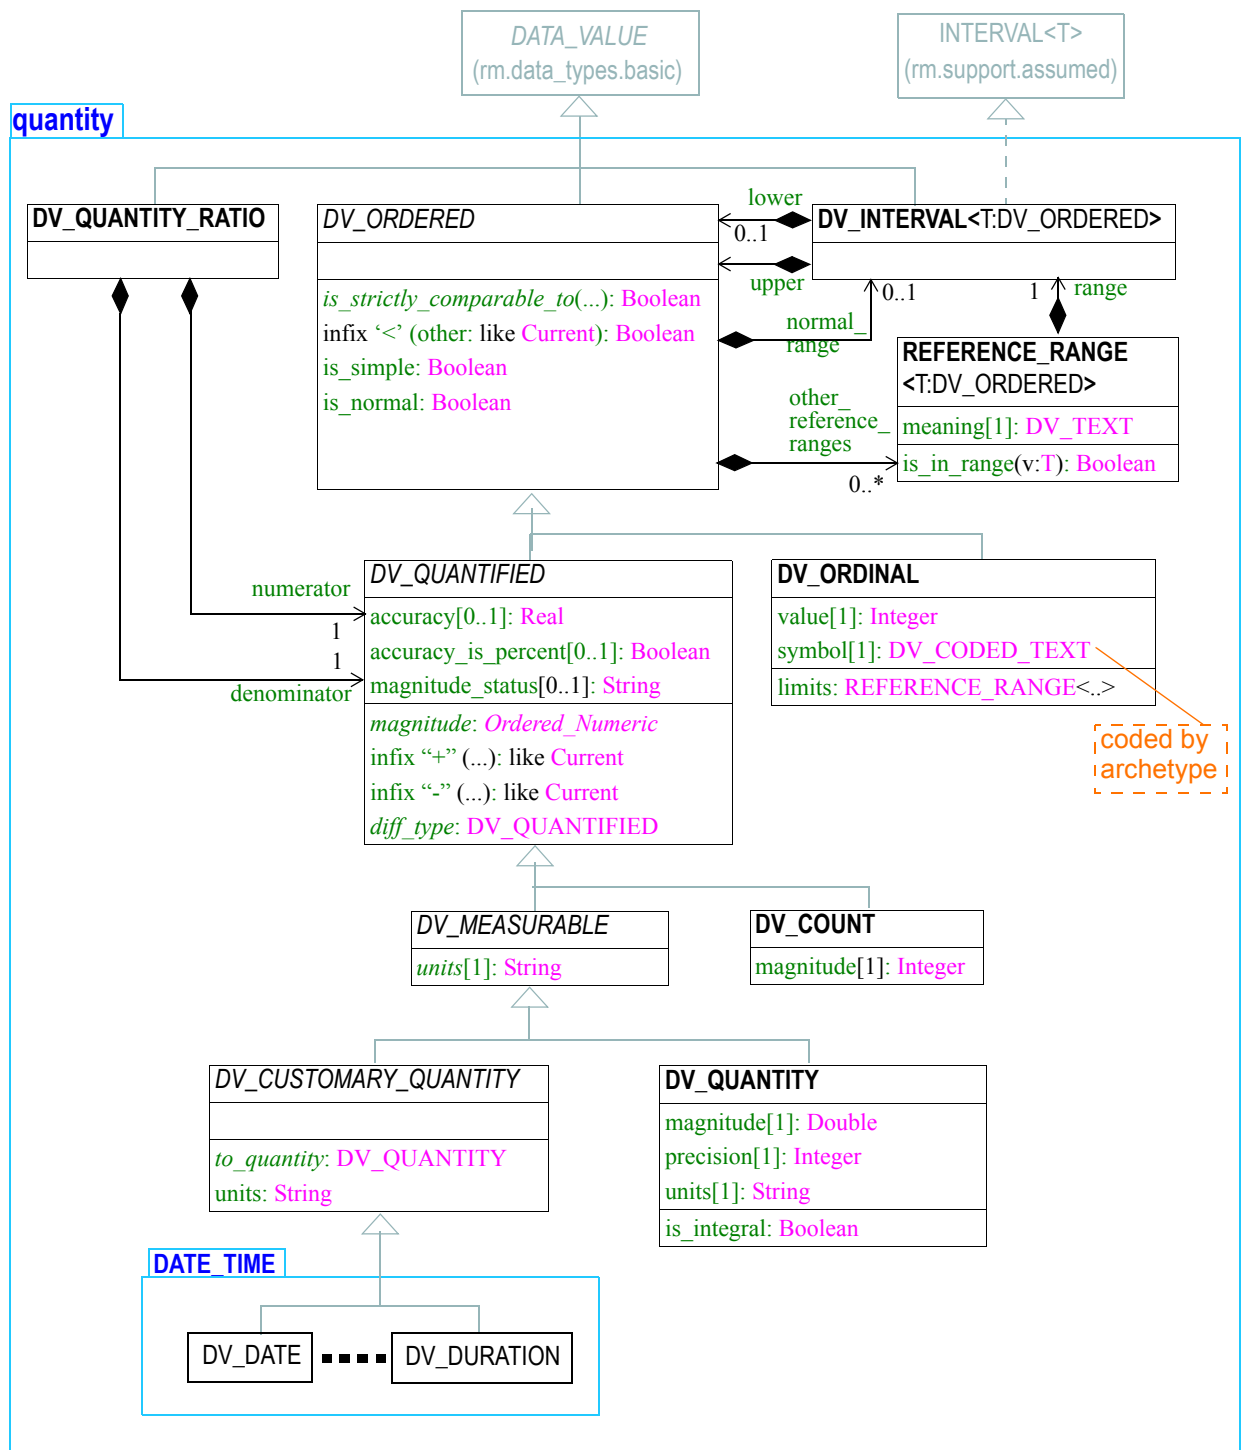 DATA_VALUE
(rm.data_types.basic)
INTERVAL<T>
(rm.support.assumed)
quantity
DV_QUANTITY_RATIO
DV_ORDERED
is_strictly_comparable_to(...): Boolean
infix ‘<’ (other: like Current): Boolean
is_simple: Boolean
is_normal: Boolean
lower
0..1
upper
DV_INTERVAL<T:DV_ORDERED>
0..1
1
range
normal_
range
REFERENCE_RANGE
<T:DV_ORDERED>
meaning[1]: DV_TEXT
is_in_range(v:T): Boolean
other_
reference_
ranges
0..*
numerator
1
1
denominator
DV_QUANTIFIED
accuracy[0..1]: Real
accuracy_is_percent[0..1]: Boolean
magnitude_status[0..1]: String
magnitude: Ordered_Numeric
infix “+” (...): like Current
infix “-” (...): like Current
diff_type: DV_QUANTIFIED
DV_ORDINAL
value[1]: Integer
symbol[1]: DV_CODED_TEXT
limits: REFERENCE_RANGE<..>
coded by
archetype
DV_MEASURABLE
units[1]: String
DV_COUNT
magnitude[1]: Integer
DV_CUSTOMARY_QUANTITY
to_quantity: DV_QUANTITY
units: String
DV_QUANTITY
magnitude[1]: Double
precision[1]: Integer
units[1]: String
is_integral: Boolean
DATE_TIME
DV_DATE
DV_DURATION